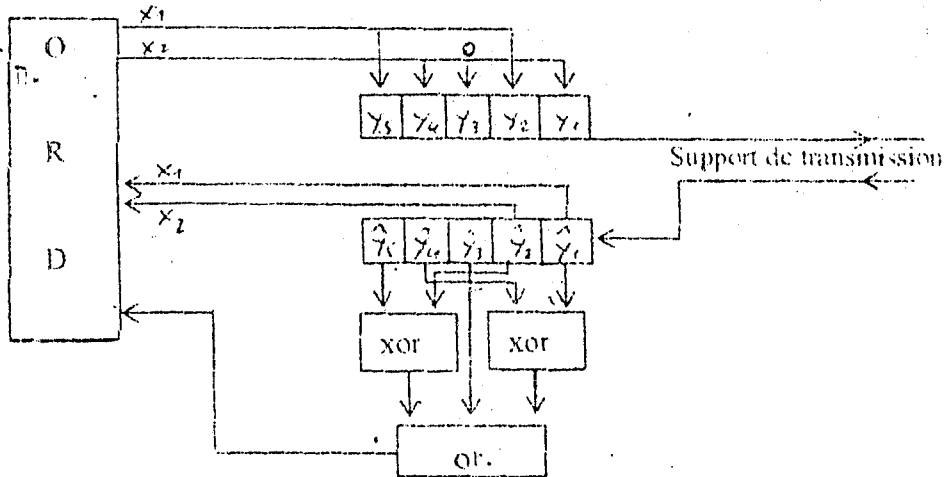 x1
O
x2
0
n.
y5 y4 y3 y2 y1
R
Support de transmission
x1
x2
ŷ5 ŷ4 ŷ3 ŷ2 ŷ1
D
xor xor
or.